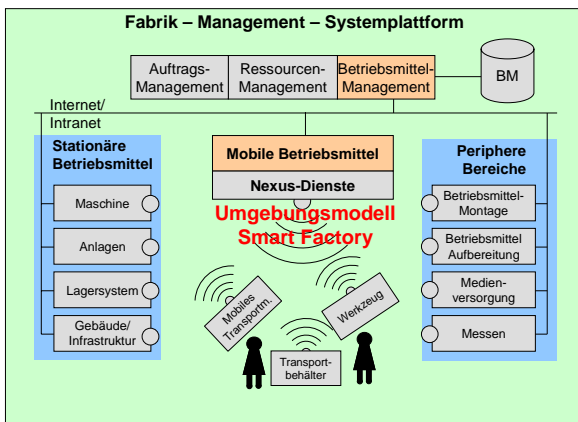 Fabrik – Management – Systemplattform
Auftrags-
Management
Ressourcen-
Management
Betriebsmittel-
Management
BM
Internet/
Intranet
Stationäre
Betriebsmittel
Maschine
Anlagen
Lagersystem
Gebäude/
Infrastruktur
Mobile Betriebsmittel
Nexus-Dienste
Umgebungsmodell
Smart Factory
Mobiles
Transportm.
Werkzeug
Transport-
behälter
Periphere
Bereiche
Betriebsmittel-
Montage
Betriebsmittel
Aufbereitung
Medien-
versorgung
Messen